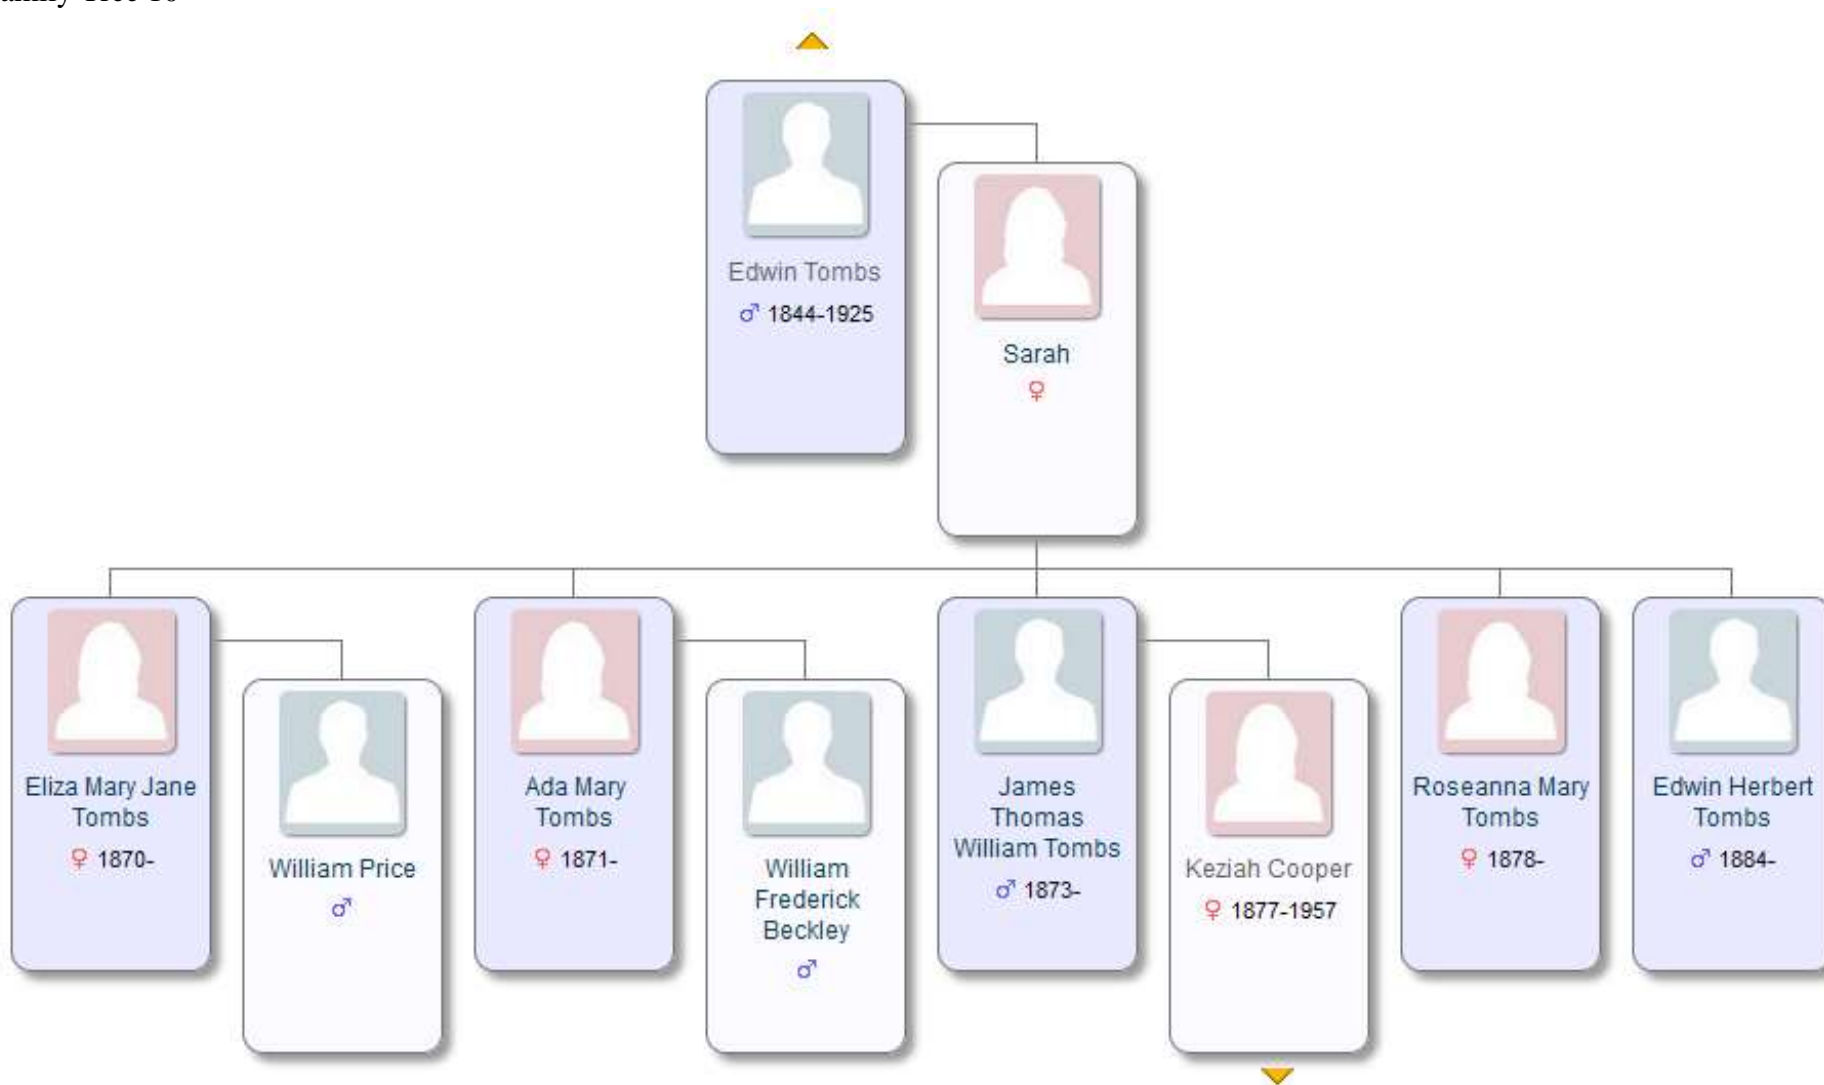 Edwin Tombs
♂ 1844-1925
Sarah
♀
Eliza Mary Jane
Tombs
♀ 1870-
William Price
♂
Ada Mary
Tombs
♀ 1871-
William
Frederick
Beckley
♂
James
Thomas
William Tombs
♂ 1873-
Keziah Cooper
♀ 1877-1957
Roseanna Mary
Tombs
♀ 1878-
Edwin Herbert
Tombs
♂ 1884-